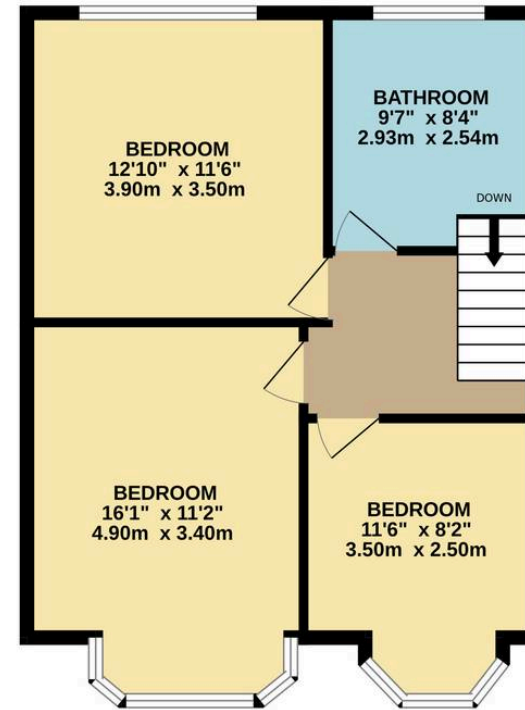 BEDROOM
12'10" x 11'6"
3.90m x 3.50m
BATHROOM
9'7" x 8'4"
2.93m x 2.54m
DOWN
BEDROOM
16'1" x 11'2"
4.90m x 3.40m
BEDROOM
11'6" x 8'2"
3.50m x 2.50m